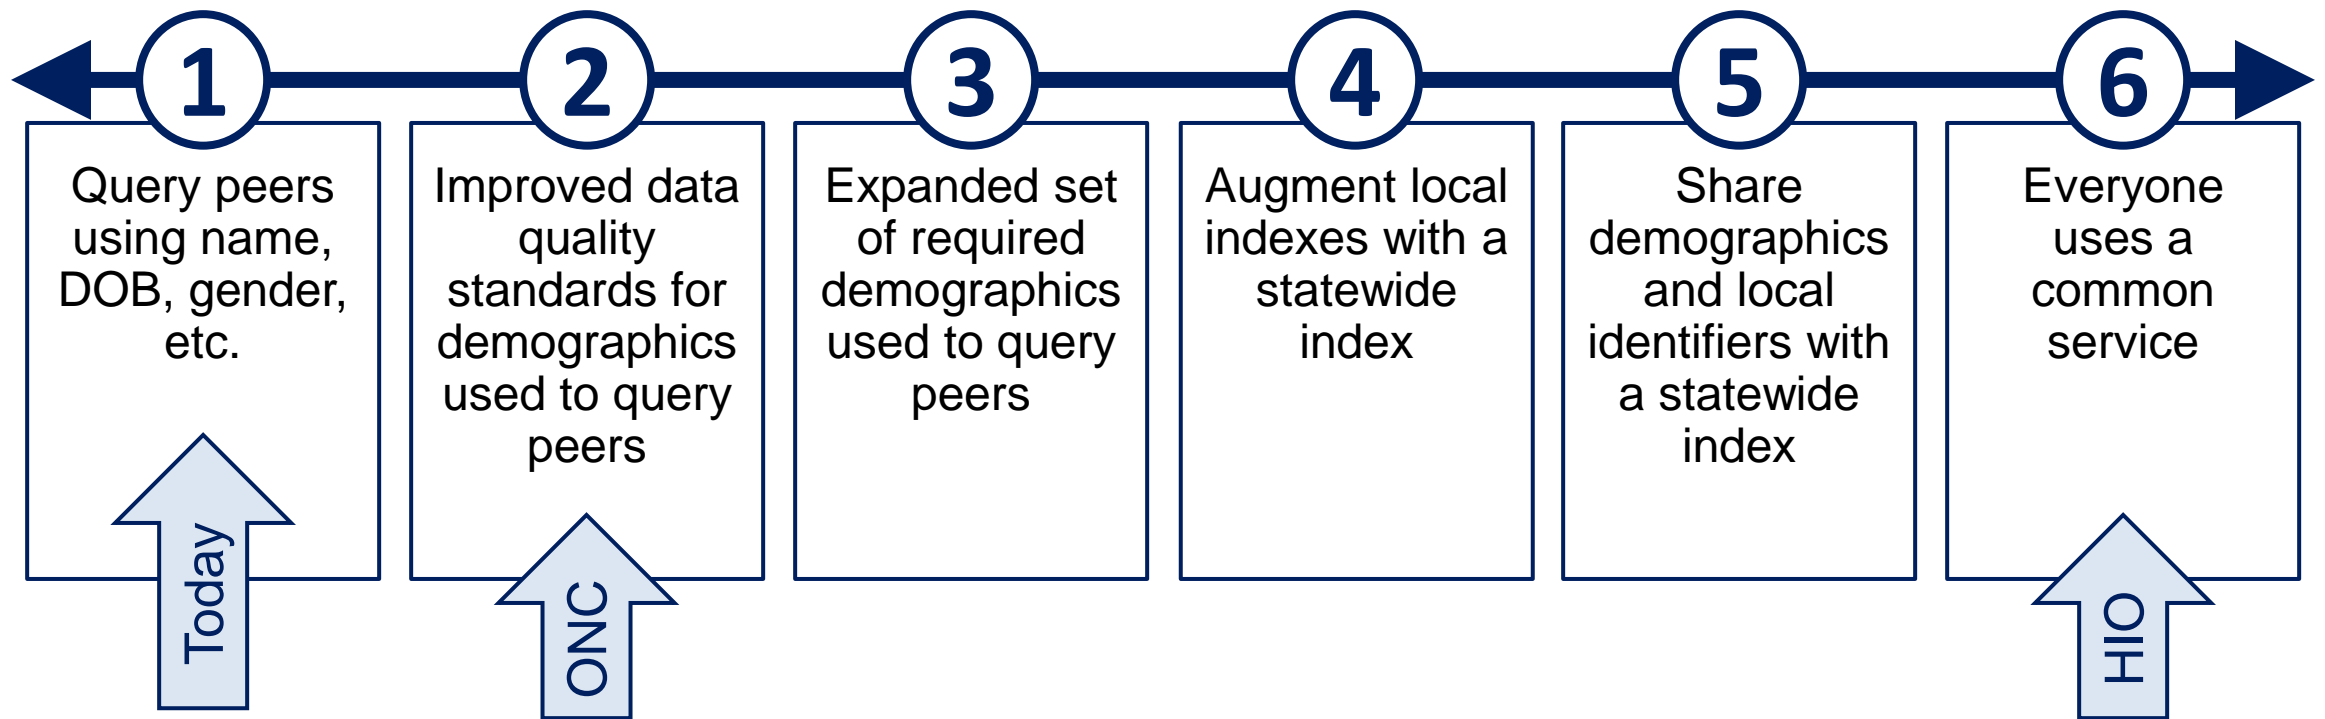 1
Query peers
using name,
DOB, gender,
etc.
Today
2
Improved data
quality
standards for
demographics
used to query
peers
ONC
3
Expanded set
of required
demographics
used to query
peers
4
Augment local
indexes with a
statewide
index
5
Share
demographics
and local
identifiers with
a statewide
index
6
Everyone
uses a
common
service
HIO